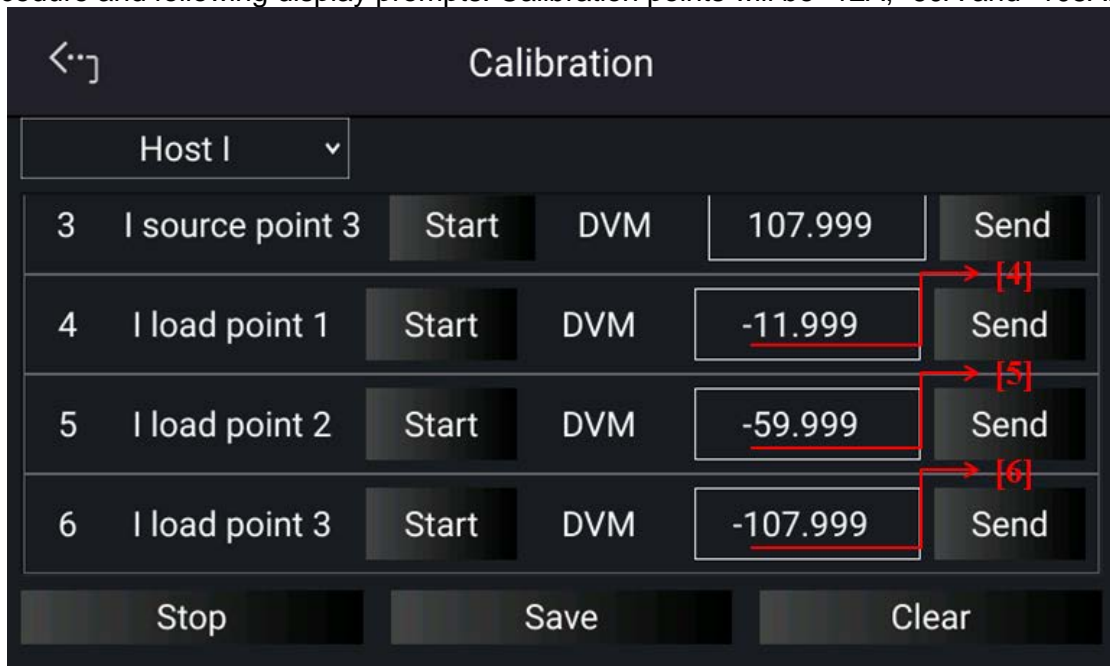 Calibration
Host I
3 I source point 3 Start DVM 107.999 Send
[4]
4 I load point 1 Start DVM -11.999 Send
[5]
5 I load point 2 Start DVM -59.999 Send
[6]
6 I load point 3 Start DVM -107.999 Send
Stop Save Clear